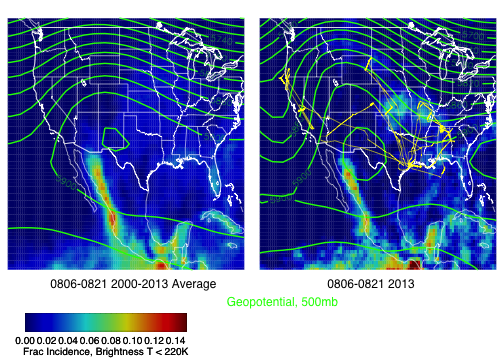 0806-0821 2000-2013 Average
0806-0821 2013
Geopotential, 500mb
0.00 0.02 0.04 0.06 0.08 0.10 0.12 0.14
Frac Incidence, Brightness T < 220K